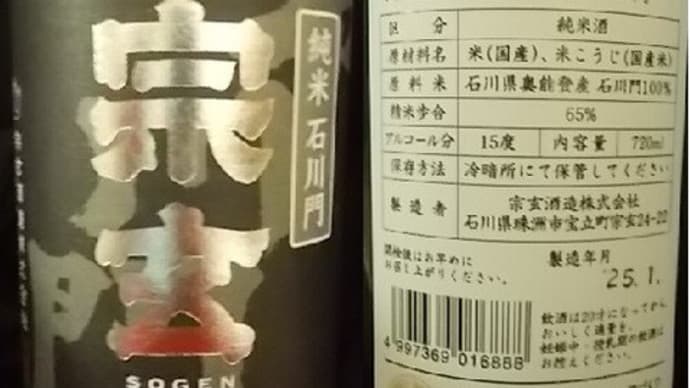 宗玄
純米 石川門
SOGEN
区分 純米酒
原材料名 米(国産)、米こうじ(国産米)
原料米 石川県奥能登産 石川門100%
精米歩合 65%
アルコール分 15度 内容量 720ml
保存方法 冷暗所にて保管してください
製造者 宗玄酒造株式会社
石川県珠洲市宝立町宗玄24-22
開栓後はお早めに
お召し上がりください。
製造年月
25.1.
飲酒は20才になってから。
おいしく適量を。
妊娠中・授乳期の飲酒は
お控えください。
4 997369 016888